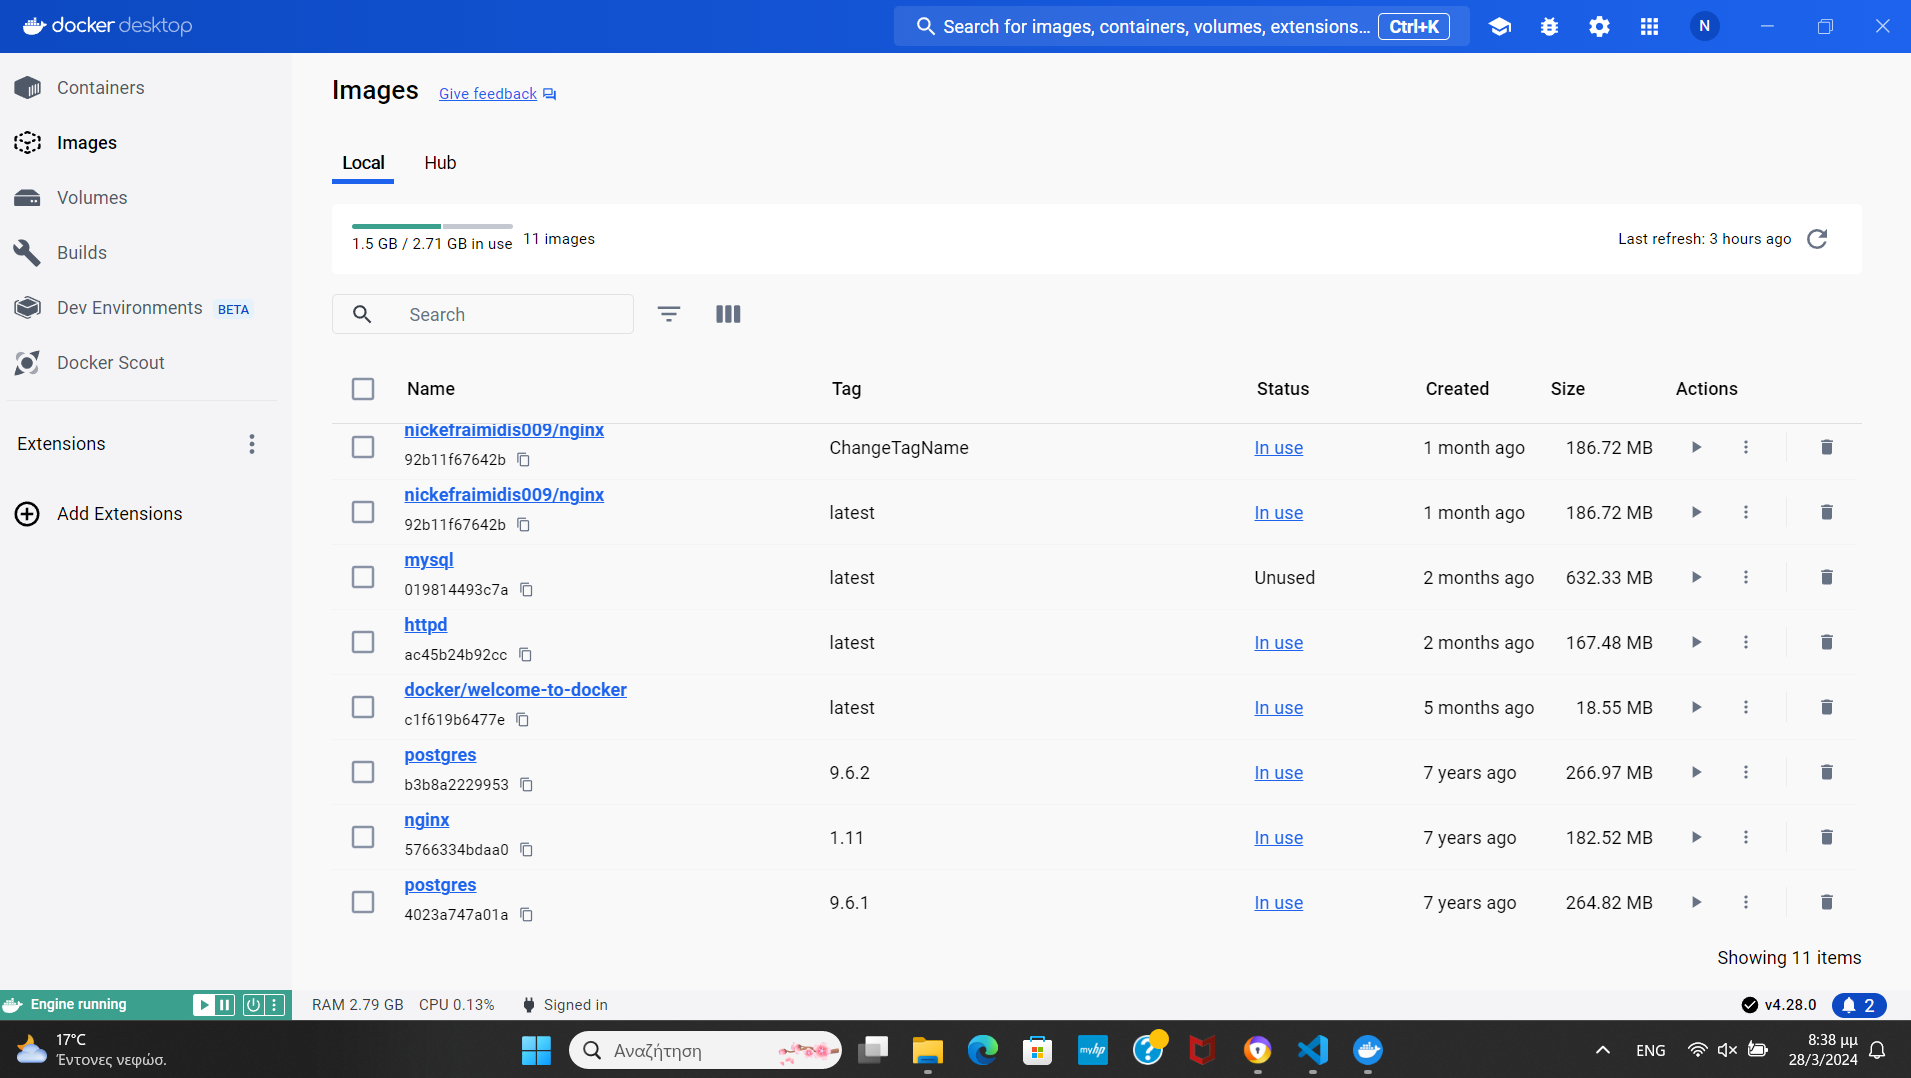 docker desktop
Search for images, containers, volumes, extensions... Ctrl+K
N
Containers
Images
Volumes
Builds
Dev Environments BETA
Docker Scout
Extensions
Add Extensions
Images Give feedback
Local Hub
1.5 GB / 2.71 GB in use 11 images Last refresh: 3 hours ago
Search
Name Tag Status Created Size Actions
nickefraimidis009/nginx
92b11f67642b ChangeTagName In use 1 month ago 186.72 MB
nickefraimidis009/nginx
92b11f67642b latest In use 1 month ago 186.72 MB
mysql
019814493c7a latest Unused 2 months ago 632.33 MB
httpd
ac45b24b92cc latest In use 2 months ago 167.48 MB
docker/welcome-to-docker
c1f619b6477e latest In use 5 months ago 18.55 MB
postgres
b3b8a2229953 9.6.2 In use 7 years ago 266.97 MB
nginx
5766334bdaa0 1.11 In use 7 years ago 182.52 MB
postgres
4023a747a01a 9.6.1 In use 7 years ago 264.82 MB
Showing 11 items
Engine running RAM 2.79 GB CPU 0.13% Signed in v4.28.0 2
17°C
Έντονες νεφώσ.
Αναζήτηση
myhp
ENG
8:38 μμ
28/3/2024